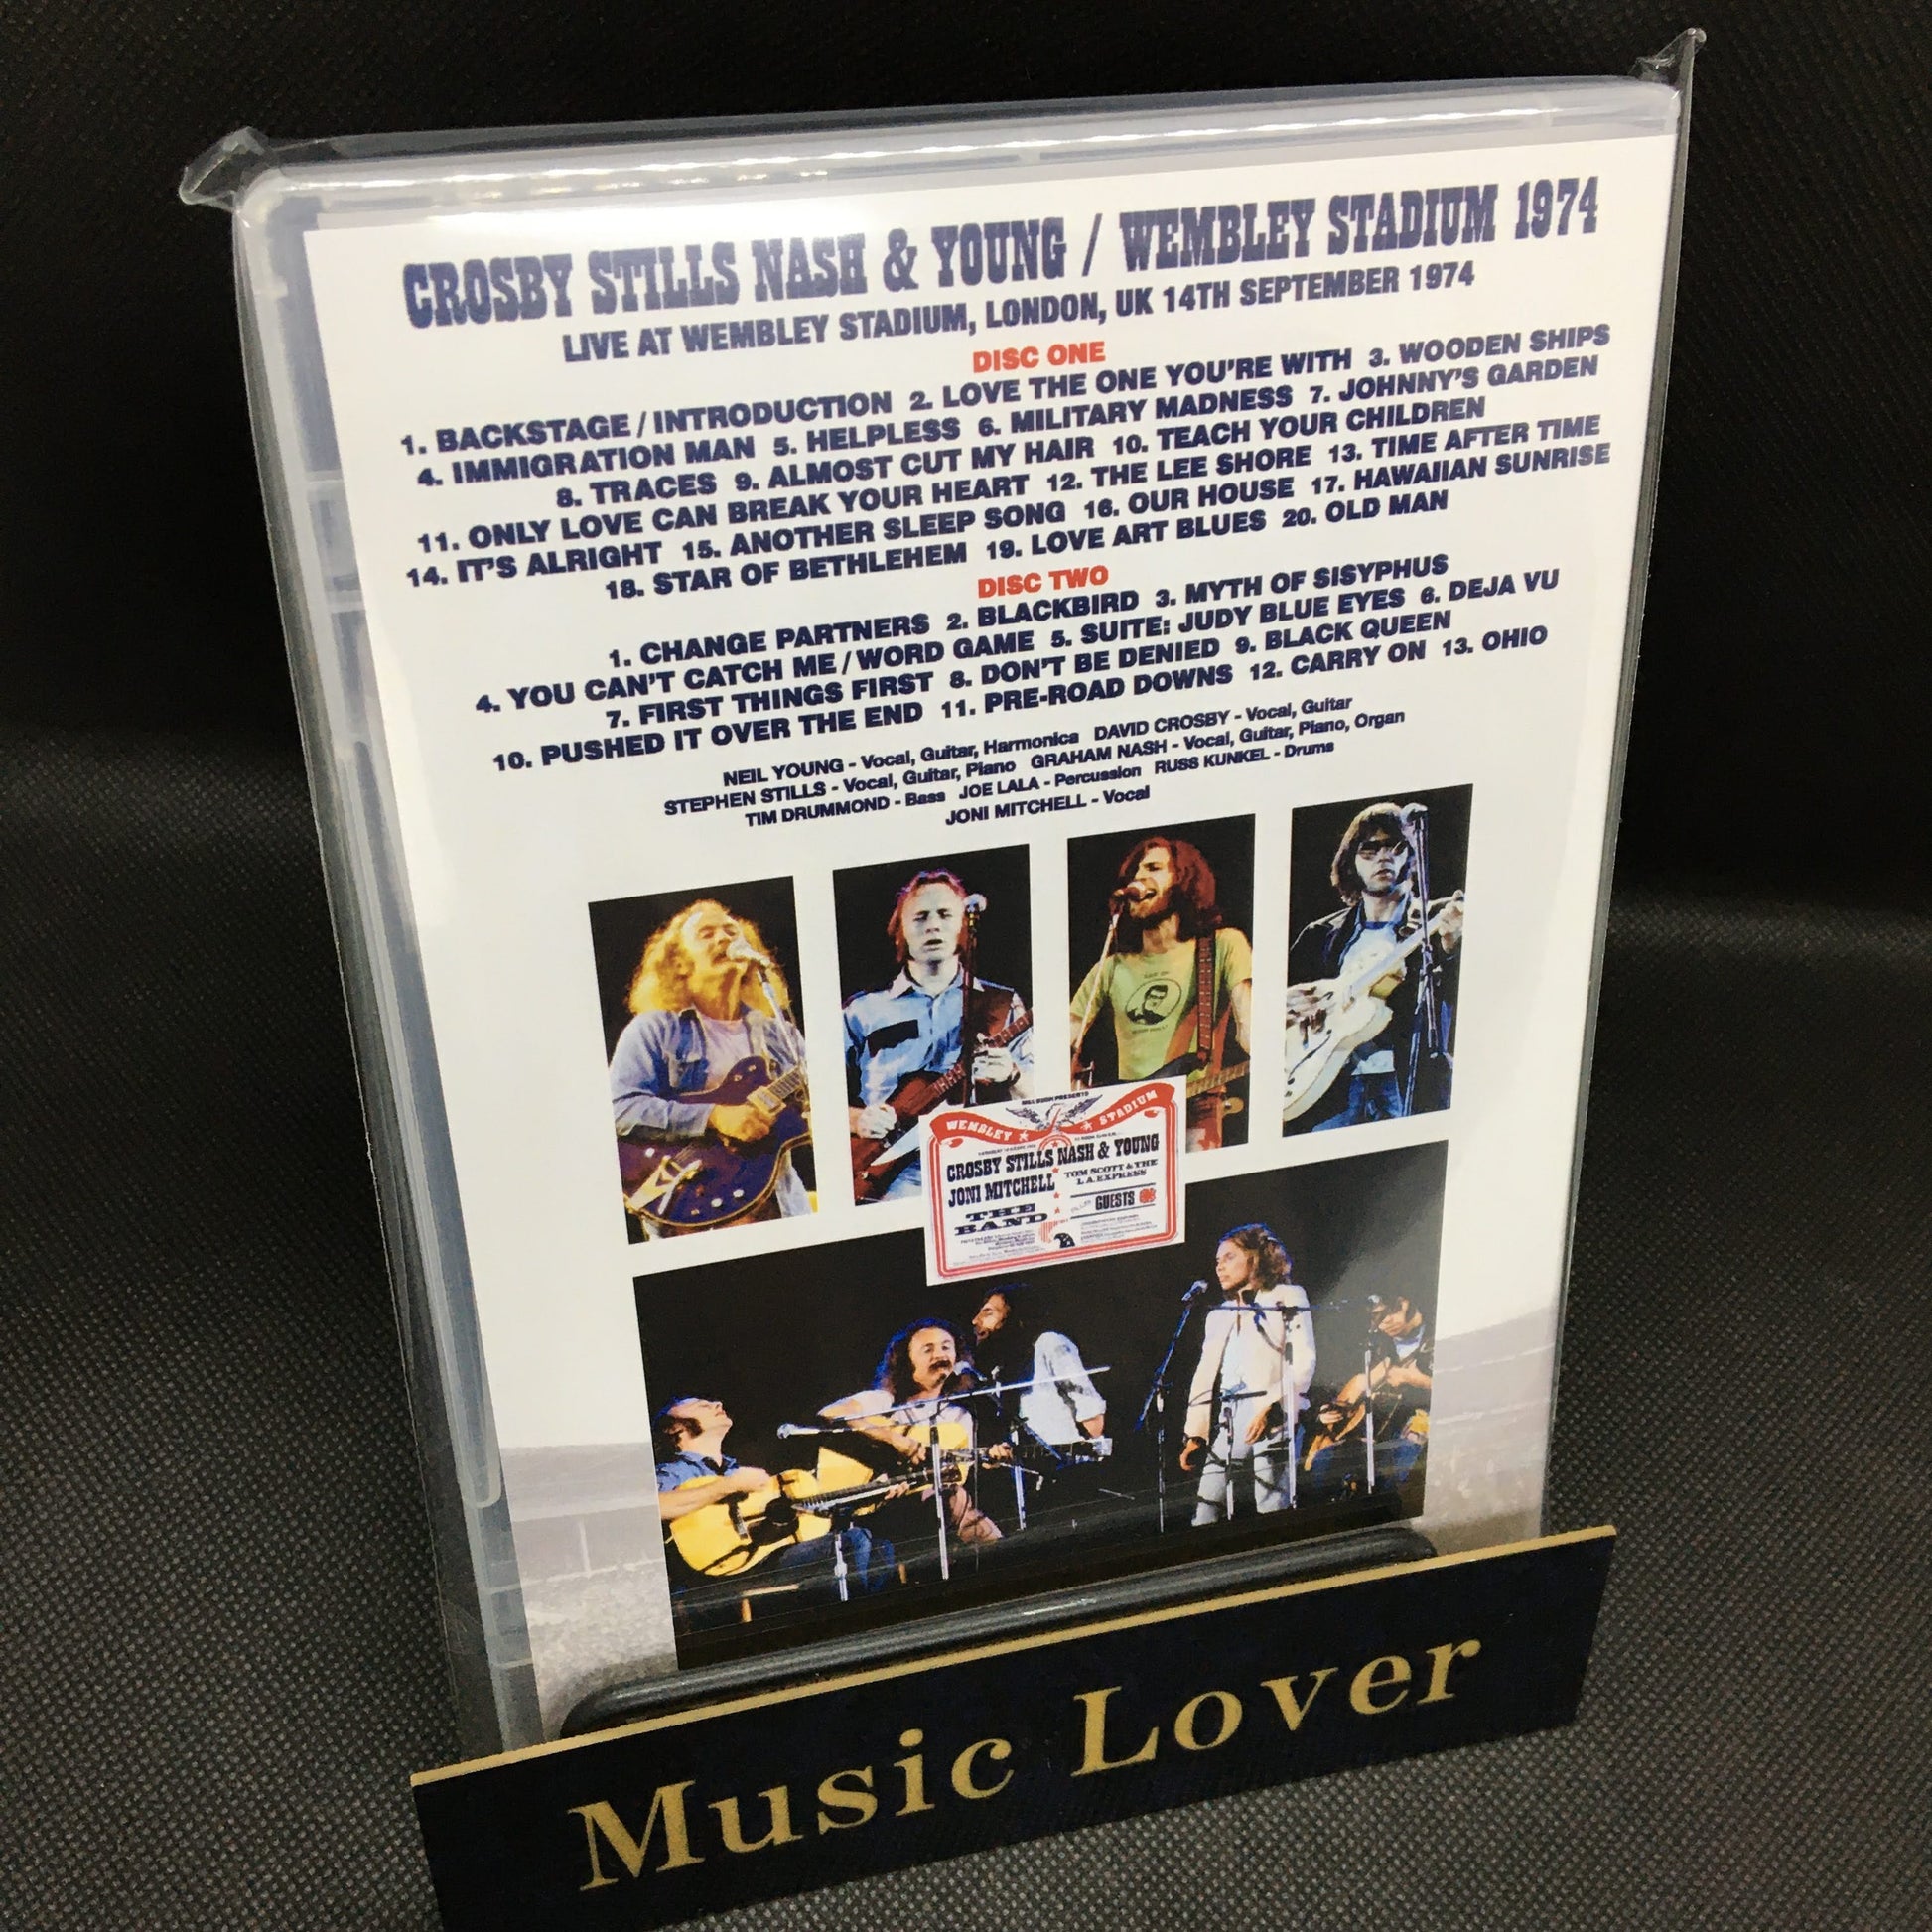 CROSBY STILLS NASH & YOUNG / WEMBLEY STADIUM 1974
LIVE AT WEMBLEY STADIUM, LONDON, UK 14TH SEPTEMBER 1974
DISC ONE
1. BACKSTAGE / INTRODUCTION 2. LOVE THE ONE YOU'RE WITH 3. WOODEN SHIPS
4. IMMIGRATION MAN 5. HELPLESS 6. MILITARY MADNESS 7. JOHNNY'S GARDEN
8. TRACES 9. ALMOST CUT MY HAIR 10. TEACH YOUR CHILDREN
11. ONLY LOVE CAN BREAK YOUR HEART 12. THE LEE SHORE 13. TIME AFTER TIME
14. IT'S ALRIGHT 15. ANOTHER SLEEP SONG 16. OUR HOUSE 17. HAWAIIAN SUNRISE
18. STAR OF BETHLEHEM 19. LOVE ART BLUES 20. OLD MAN
DISC TWO
1. CHANGE PARTNERS 2. BLACKBIRD 3. MYTH OF SISYPHUS
4. YOU CAN'T CATCH ME / WORD GAME 5. SUITE: JUDY BLUE EYES 6. DEJA VU
7. FIRST THINGS FIRST 8. DON'T BE DENIED 9. BLACK QUEEN
10. PUSHED IT OVER THE END 11. PRE-ROAD DOWNS 12. CARRY ON 13. OHIO
NEIL YOUNG - Vocal, Guitar, Harmonica DAVID CROSBY - Vocal, Guitar
STEPHEN STILLS - Vocal, Guitar, Piano GRAHAM NASH - Vocal, Guitar, Piano, Organ
TIM DRUMMOND - Bass JOE LALA - Percussion RUSS KUNKEL - Drums
JONI MITCHELL - Vocal
PRESENTS
WEMBLEY STADIUM
CROSBY STILLS NASH & YOUNG
JONI MITCHELL TOM SCOTT & THE
L.A. EXPRESS
THE
BAND
GUESTS
Music Lover